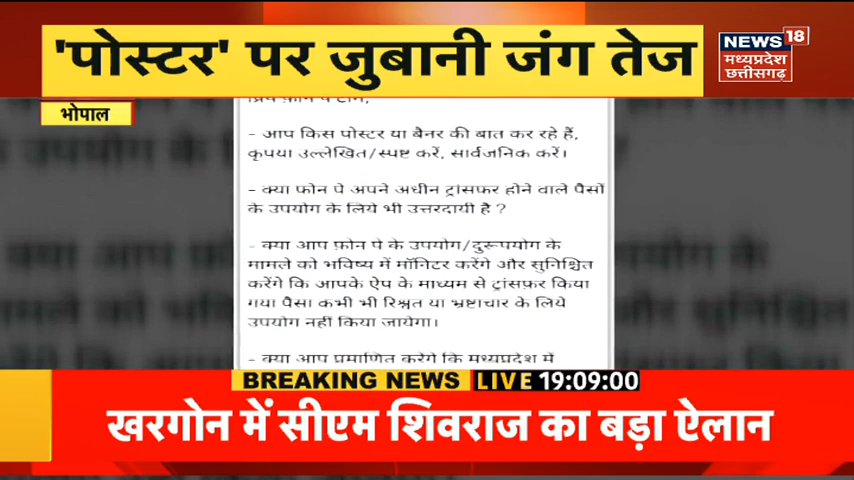 'पोस्टर' पर जुबानी जंग तेज
NEWS 18
मध्यप्रदेश
छत्तीसगढ़
भोपाल
- आप किस पोस्टर या बैनर की बात कर रहे हैं,
कृपया उल्लेखित/स्पष्ट करें, सार्वजनिक करें।
- क्या फोन पे अपने अधीन ट्रांसफर होने वाले पैसों
के उपयोग के लिये भी उत्तरदायी है ?
- क्या आप फ़ोन पे के उपयोग/दुरूपयोग के
मामले को भविष्य में मॉनिटर करेंगे और सुनिश्चित
करेंगे कि आपके ऐप के माध्यम से ट्रांसफ़र किया
गया पैसा कभी भी रिश्वत या भ्रष्टाचार के लिये
उपयोग नहीं किया जायेगा।
- क्या आप प्रमाणित करेंगे कि मध्यप्रदेश में
BREAKING NEWS LIVE 19:09:00
खरगोन में सीएम शिवराज का बड़ा ऐलान